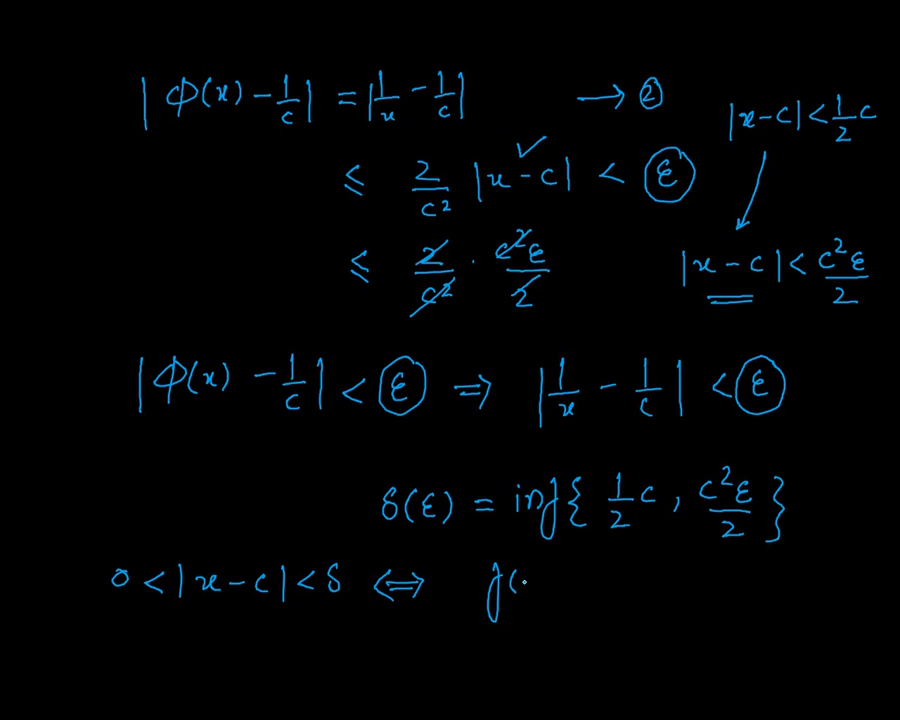 |Φ(x) - 1/c| = |1/x - 1/c| → ②
|x - c| < 1/2 c
≤ 2/c² |x - c| ✓ < ε
≤ 2/c² · c²ε/2
|x - c| < c²ε/2
|Φ(x) - 1/c| < ε ⇒ |1/x - 1/c| < ε
δ(ε) = inf{ 1/2 c , c²ε/2 }
0 < |x - c| < δ ⇔ f(